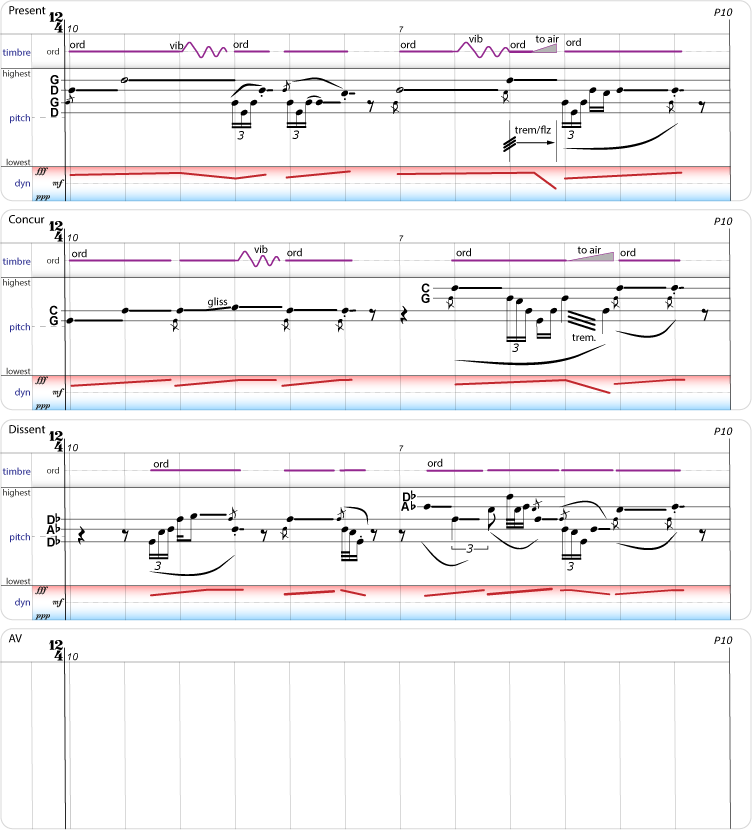 Present 12 4 P10
10 7
timbre ord ord vib ord ord vib ord to air ord
highest
G
D
G
D
pitch
3 3 trem/flz 3
lowest
fff
dyn mf
ppp
Concur 12 4 P10
10 7
timbre ord ord vib ord ord to air ord
highest
C
G
gliss
C
G
pitch
3 trem.
lowest
fff
dyn mf
ppp
Dissent 12 4 P10
10 7
timbre ord ord ord
highest
D♭
A♭
D♭
A♭
D♭
pitch
3 3 3
lowest
fff
dyn mf
ppp
AV 12 4 P10
10